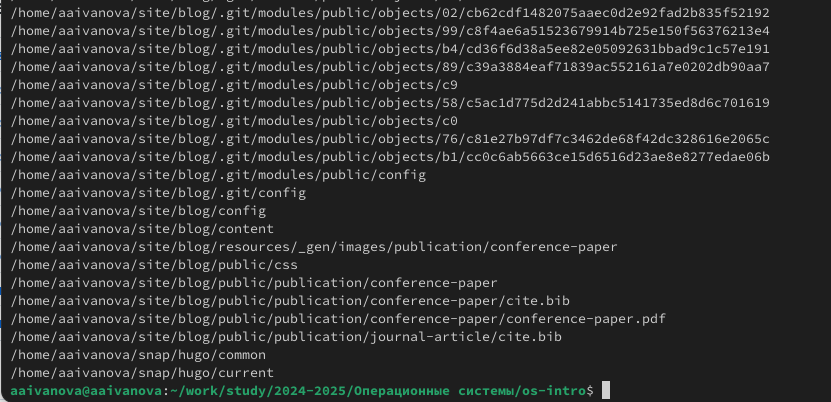 /home/aaivanova/site/blog/.git/modules/public/objects/02/cb62cdf1482075aaec0d2e92fad2b835f52192
/home/aaivanova/site/blog/.git/modules/public/objects/99/c8f4ae6a51523679914b725e150f56376213e4
/home/aaivanova/site/blog/.git/modules/public/objects/b4/cd36f6d38a5ee82e05092631bbad9c1c57e191
/home/aaivanova/site/blog/.git/modules/public/objects/89/c39a3884eaf71839ac552161a7e0202db90aa7
/home/aaivanova/site/blog/.git/modules/public/objects/c9
/home/aaivanova/site/blog/.git/modules/public/objects/58/c5ac1d775d2d241abbc5141735ed8d6c701619
/home/aaivanova/site/blog/.git/modules/public/objects/c0
/home/aaivanova/site/blog/.git/modules/public/objects/76/c81e27b97df7c3462de68f42dc328616e2065c
/home/aaivanova/site/blog/.git/modules/public/objects/b1/cc0c6ab5663ce15d6516d23ae8e8277edae06b
/home/aaivanova/site/blog/.git/modules/public/config
/home/aaivanova/site/blog/.git/config
/home/aaivanova/site/blog/config
/home/aaivanova/site/blog/content
/home/aaivanova/site/blog/resources/_gen/images/publication/conference-paper
/home/aaivanova/site/blog/public/css
/home/aaivanova/site/blog/public/publication/conference-paper
/home/aaivanova/site/blog/public/publication/conference-paper/cite.bib
/home/aaivanova/site/blog/public/publication/conference-paper/conference-paper.pdf
/home/aaivanova/site/blog/public/publication/journal-article/cite.bib
/home/aaivanova/snap/hugo/common
/home/aaivanova/snap/hugo/current
aaivanova@aaivanova:~/work/study/2024-2025/Операционные системы/os-intro$